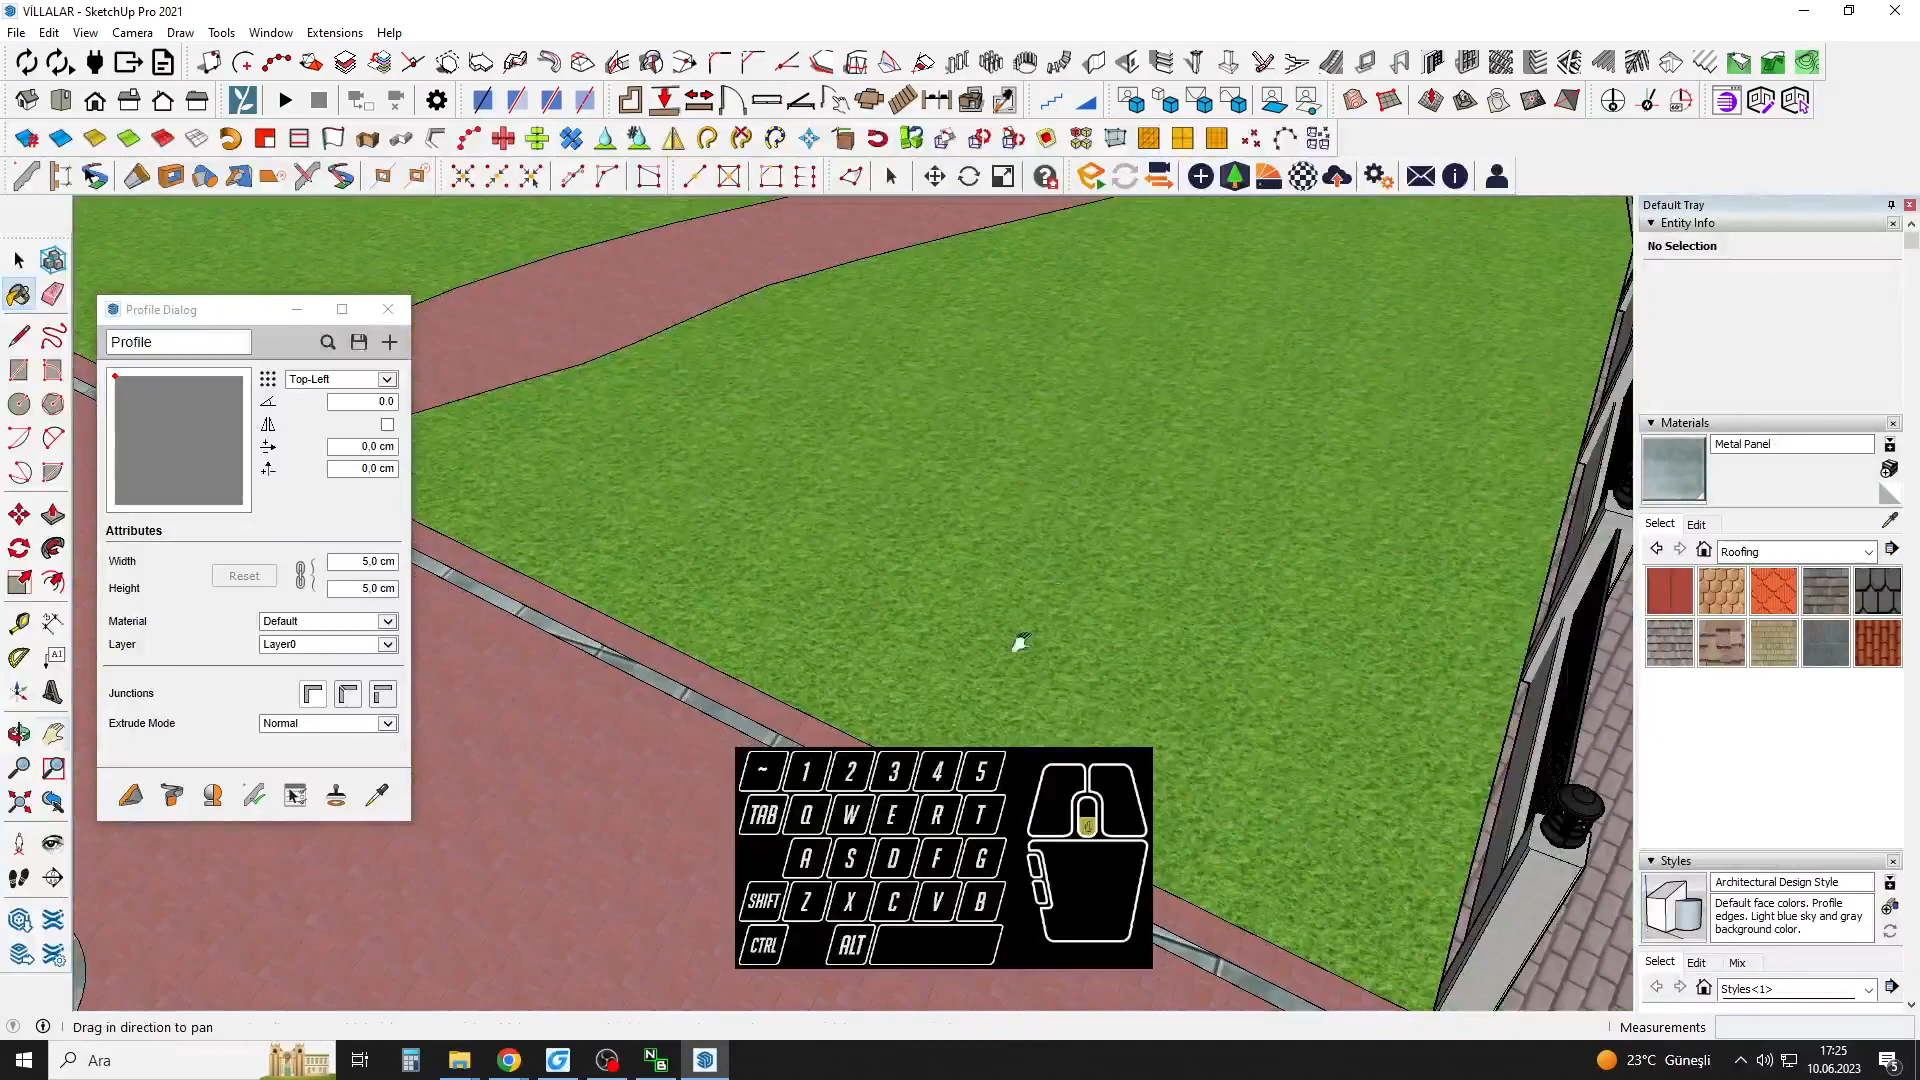 VİLLALAR - SketchUp Pro 2021
File Edit View Camera Draw Tools Window Extensions Help
Default Tray
Entity Info
No Selection
Profile Dialog
Profile
Top-Left
0.0
0,0 cm
0,0 cm
Attributes
Width 5,0 cm
Reset
Height 5,0 cm
Material Default
Layer Layer0
Junctions
Extrude Mode Normal
Materials
Metal Panel
Select Edit
Roofing
~ 1 2 3 4 5
TAB Q W E R T
A S D F G
SHIFT Z X C V B
CTRL ALT
Styles
Architectural Design Style
Default face colors. Profile
edges. Light blue sky and gray
background color.
Select Edit Mix
Styles<1>
Drag in direction to pan
Measurements
Ara
23°C Güneşli
17:25
10.06.2023
5